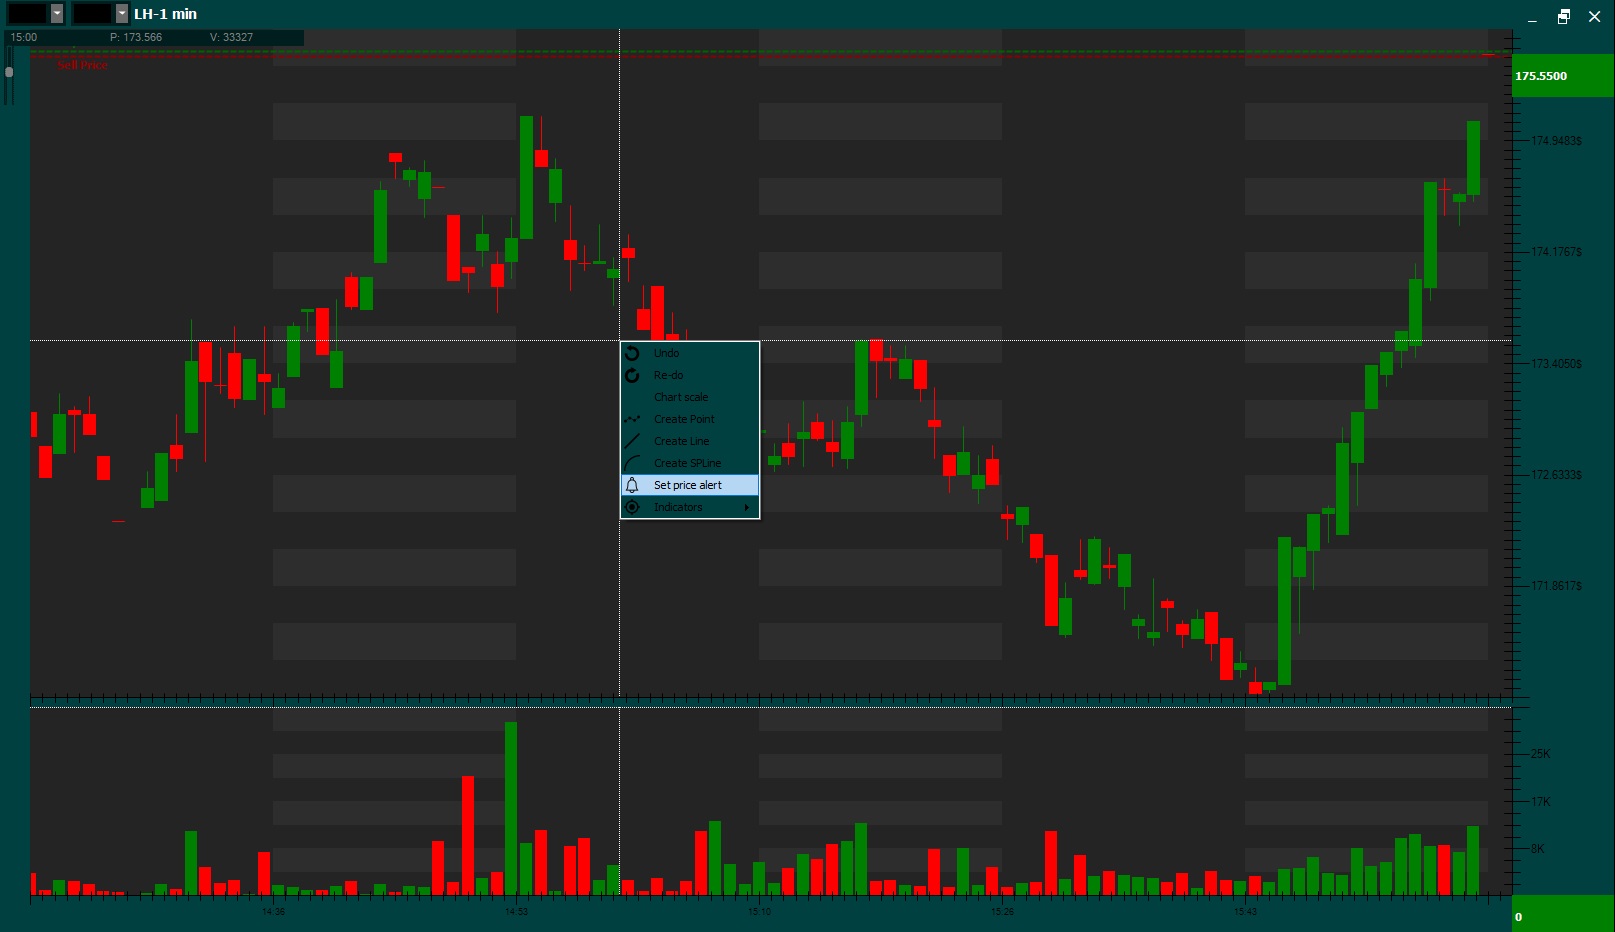 LH-1 min
15:00 P: 173.566 V: 33327
Sell Price
175.5500
174.9483$
174.1767$
173.4050$
172.6333$
171.8617$
Undo
Re-do
Chart scale
Create Point
Create Line
Create SPLine
Set price alert
Indicators
25K
17K
8K
0
14:36 14:53 15:10 15:26 15:43